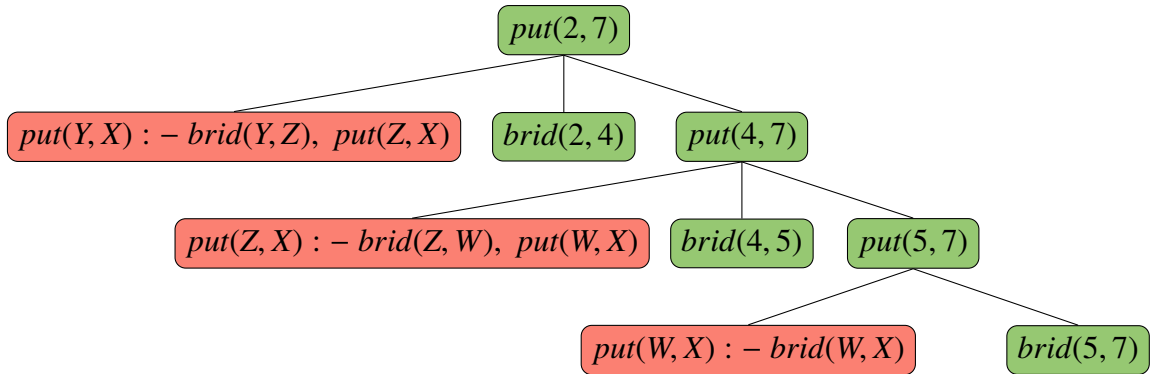 put(2, 7)
put(Y, X) :− brid(Y, Z), put(Z, X)
brid(2, 4)
put(4, 7)
put(Z, X) :− brid(Z, W), put(W, X)
brid(4, 5)
put(5, 7)
put(W, X) :− brid(W, X)
brid(5, 7)